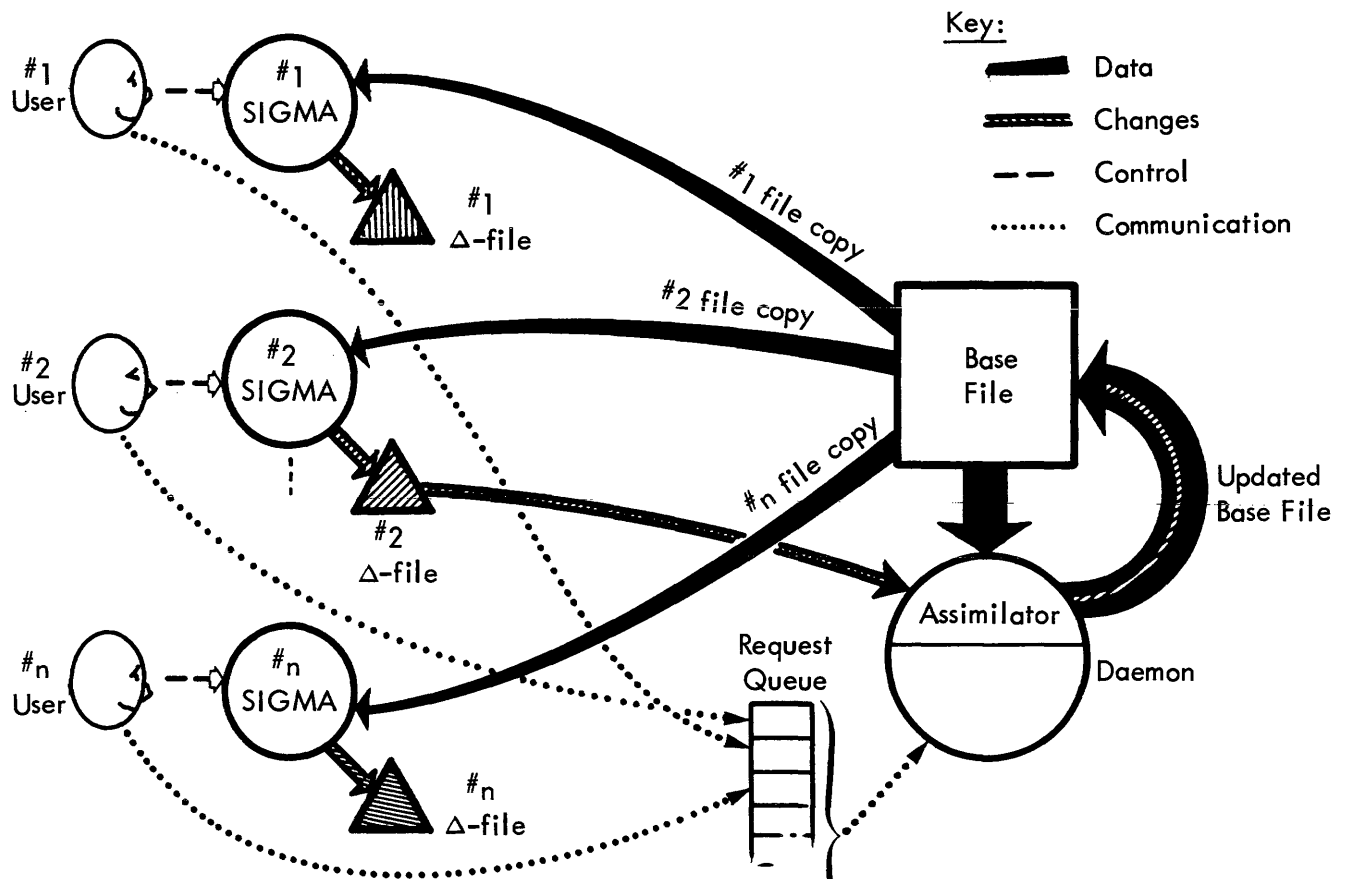 Key:
Data
Changes
Control
Communication
#1
User
#1
SIGMA
#1
Δ-file
#1 file copy
#2
User
#2
SIGMA
#2
Δ-file
#2 file copy
Base
File
Updated
Base File
#n file copy
Assimilator
Daemon
Request
Queue
#n
User
#n
SIGMA
#n
Δ-file